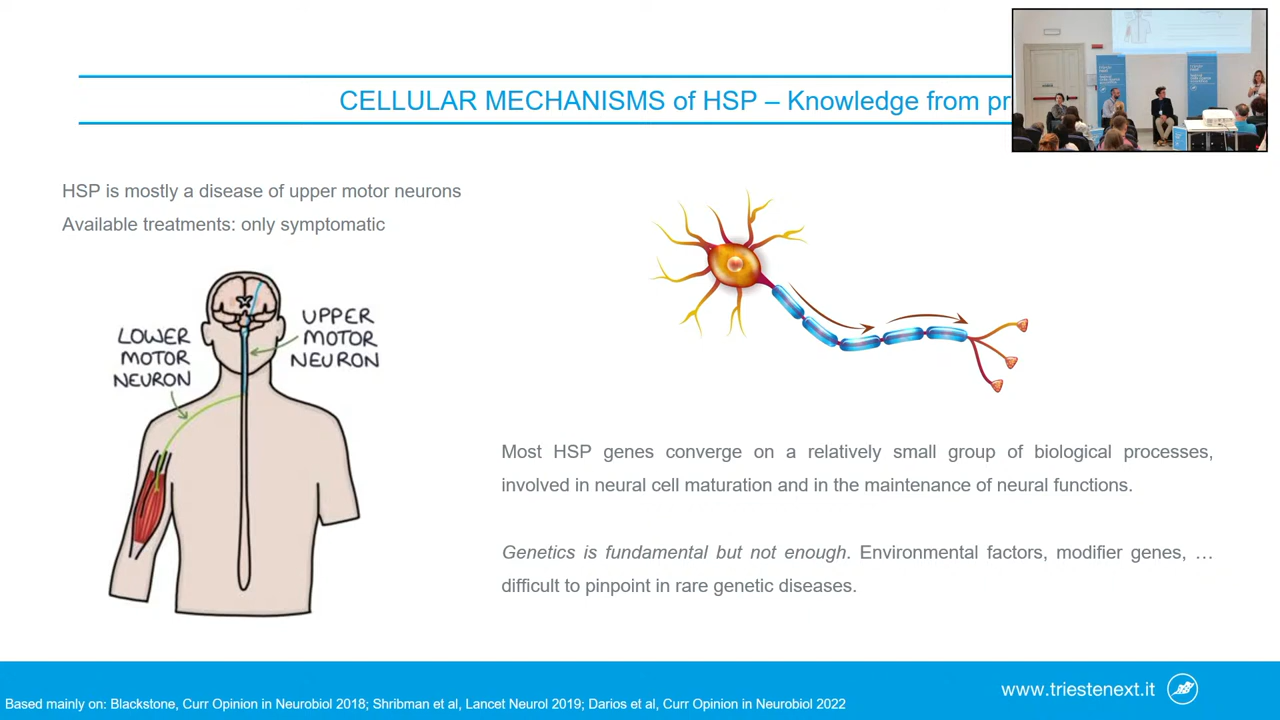 CELLULAR MECHANISMS of HSP – Knowledge from pr
HSP is mostly a disease of upper motor neurons
Available treatments: only symptomatic
LOWER
MOTOR
NEURON
UPPER
MOTOR
NEURON
Most HSP genes converge on a relatively small group of biological processes,
involved in neural cell maturation and in the maintenance of neural functions.
Genetics is fundamental but not enough. Environmental factors, modifier genes, …
difficult to pinpoint in rare genetic diseases.
www.triestenext.it
Based mainly on: Blackstone, Curr Opinion in Neurobiol 2018; Shribman et al, Lancet Neurol 2019; Darios et al, Curr Opinion in Neurobiol 2022